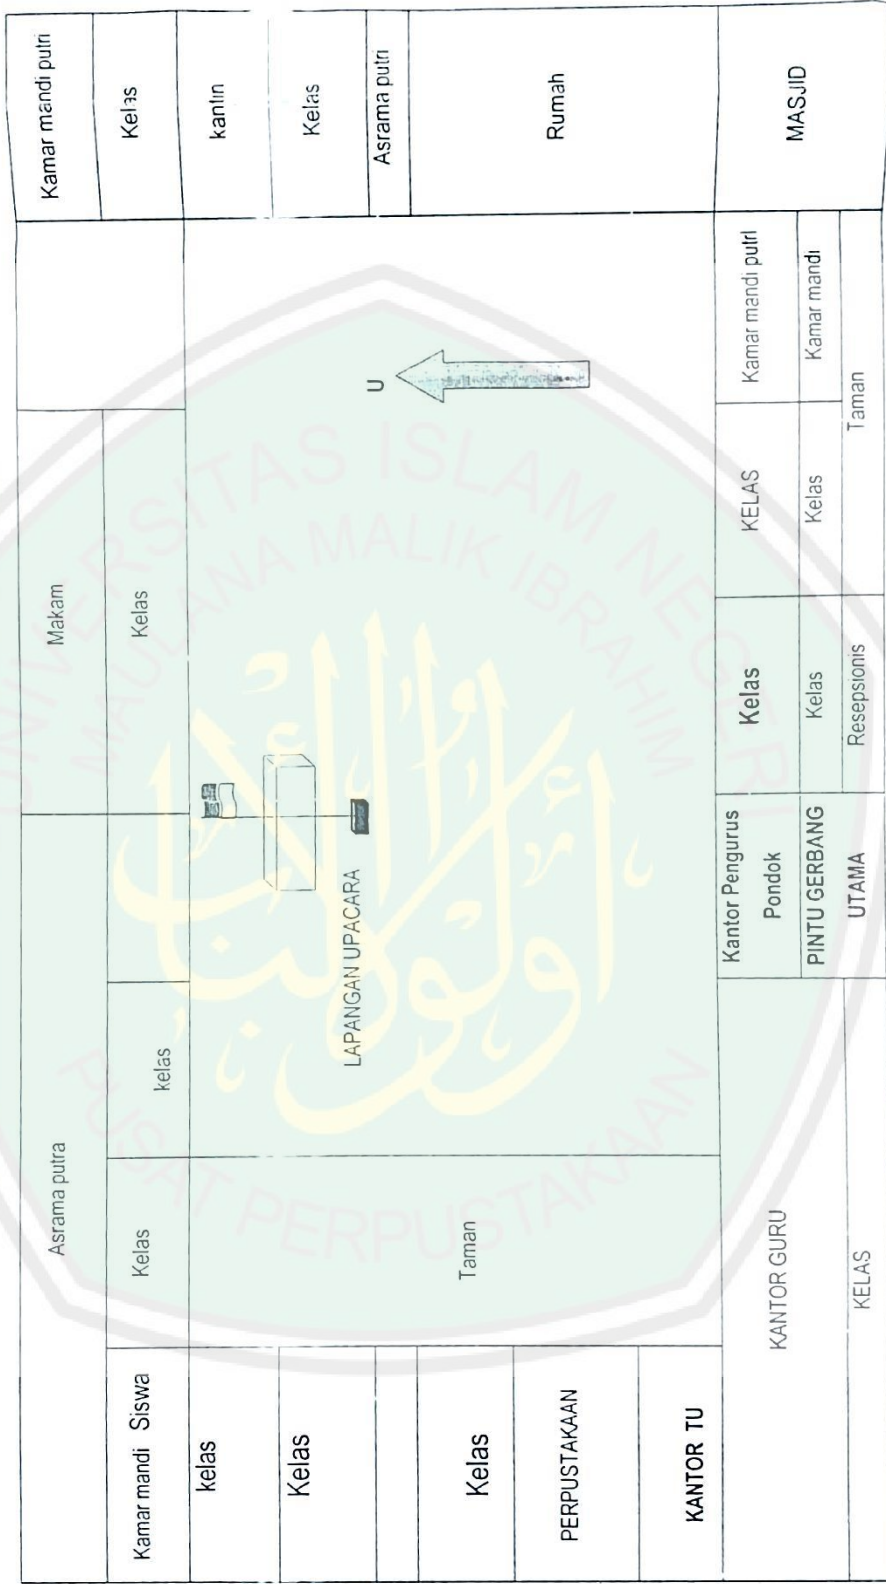 Asrama putra
Makam
Kamar mandi putri
Kamar mandi Siswa
Kelas
kelas
Kelas
Kelas
kelas
kantin
Kelas
Kelas
LAPANGAN UPACARA
U
Asrama putri
Kelas
Taman
PERPUSTAKAAN
Rumah
KANTOR TU
Kantor Pengurus
Pondok
Kelas
KELAS
Kamar mandi putri
MASJID
KANTOR GURU
PINTU GERBANG
UTAMA
Kelas
Kelas
Kamar mandi
KELAS
Resepsionis
Taman
UNIVERSITAS ISLAM NEGERI
MAULANA MALIK IBRAHIM
PUSAT PERPUSTAKAAN